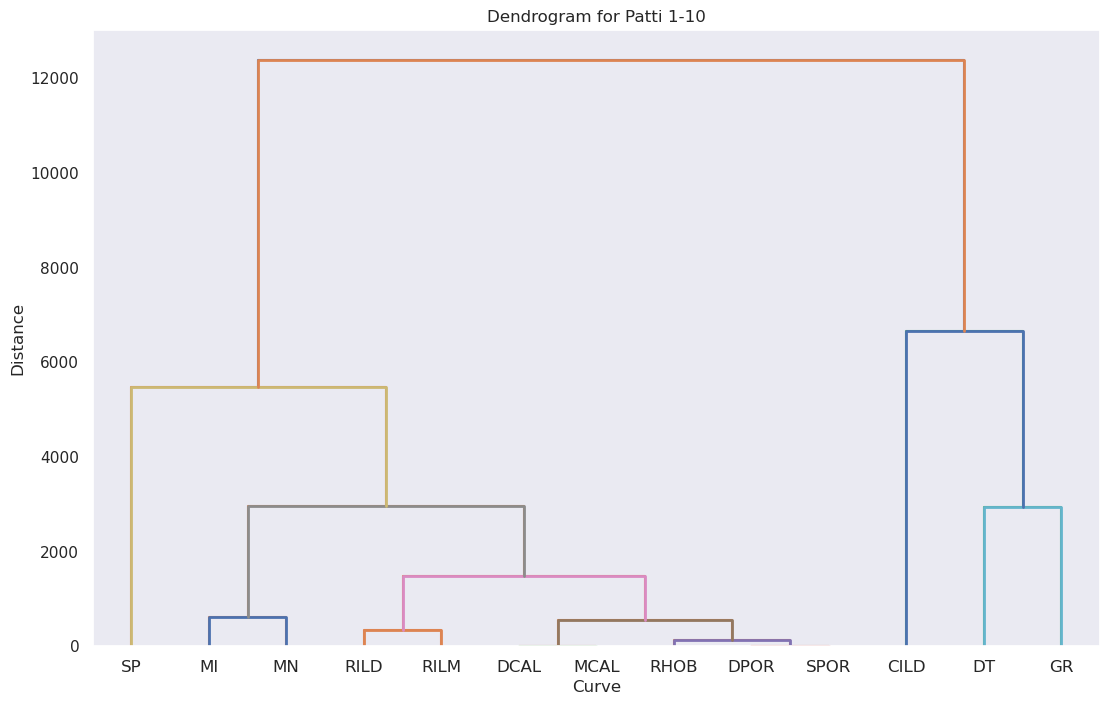 Dendrogram for Patti 1-10
12000
10000
8000
6000
4000
2000
0
Distance
SP MI MN RILD RILM DCAL MCAL RHOB DPOR SPOR CILD DT GR
Curve